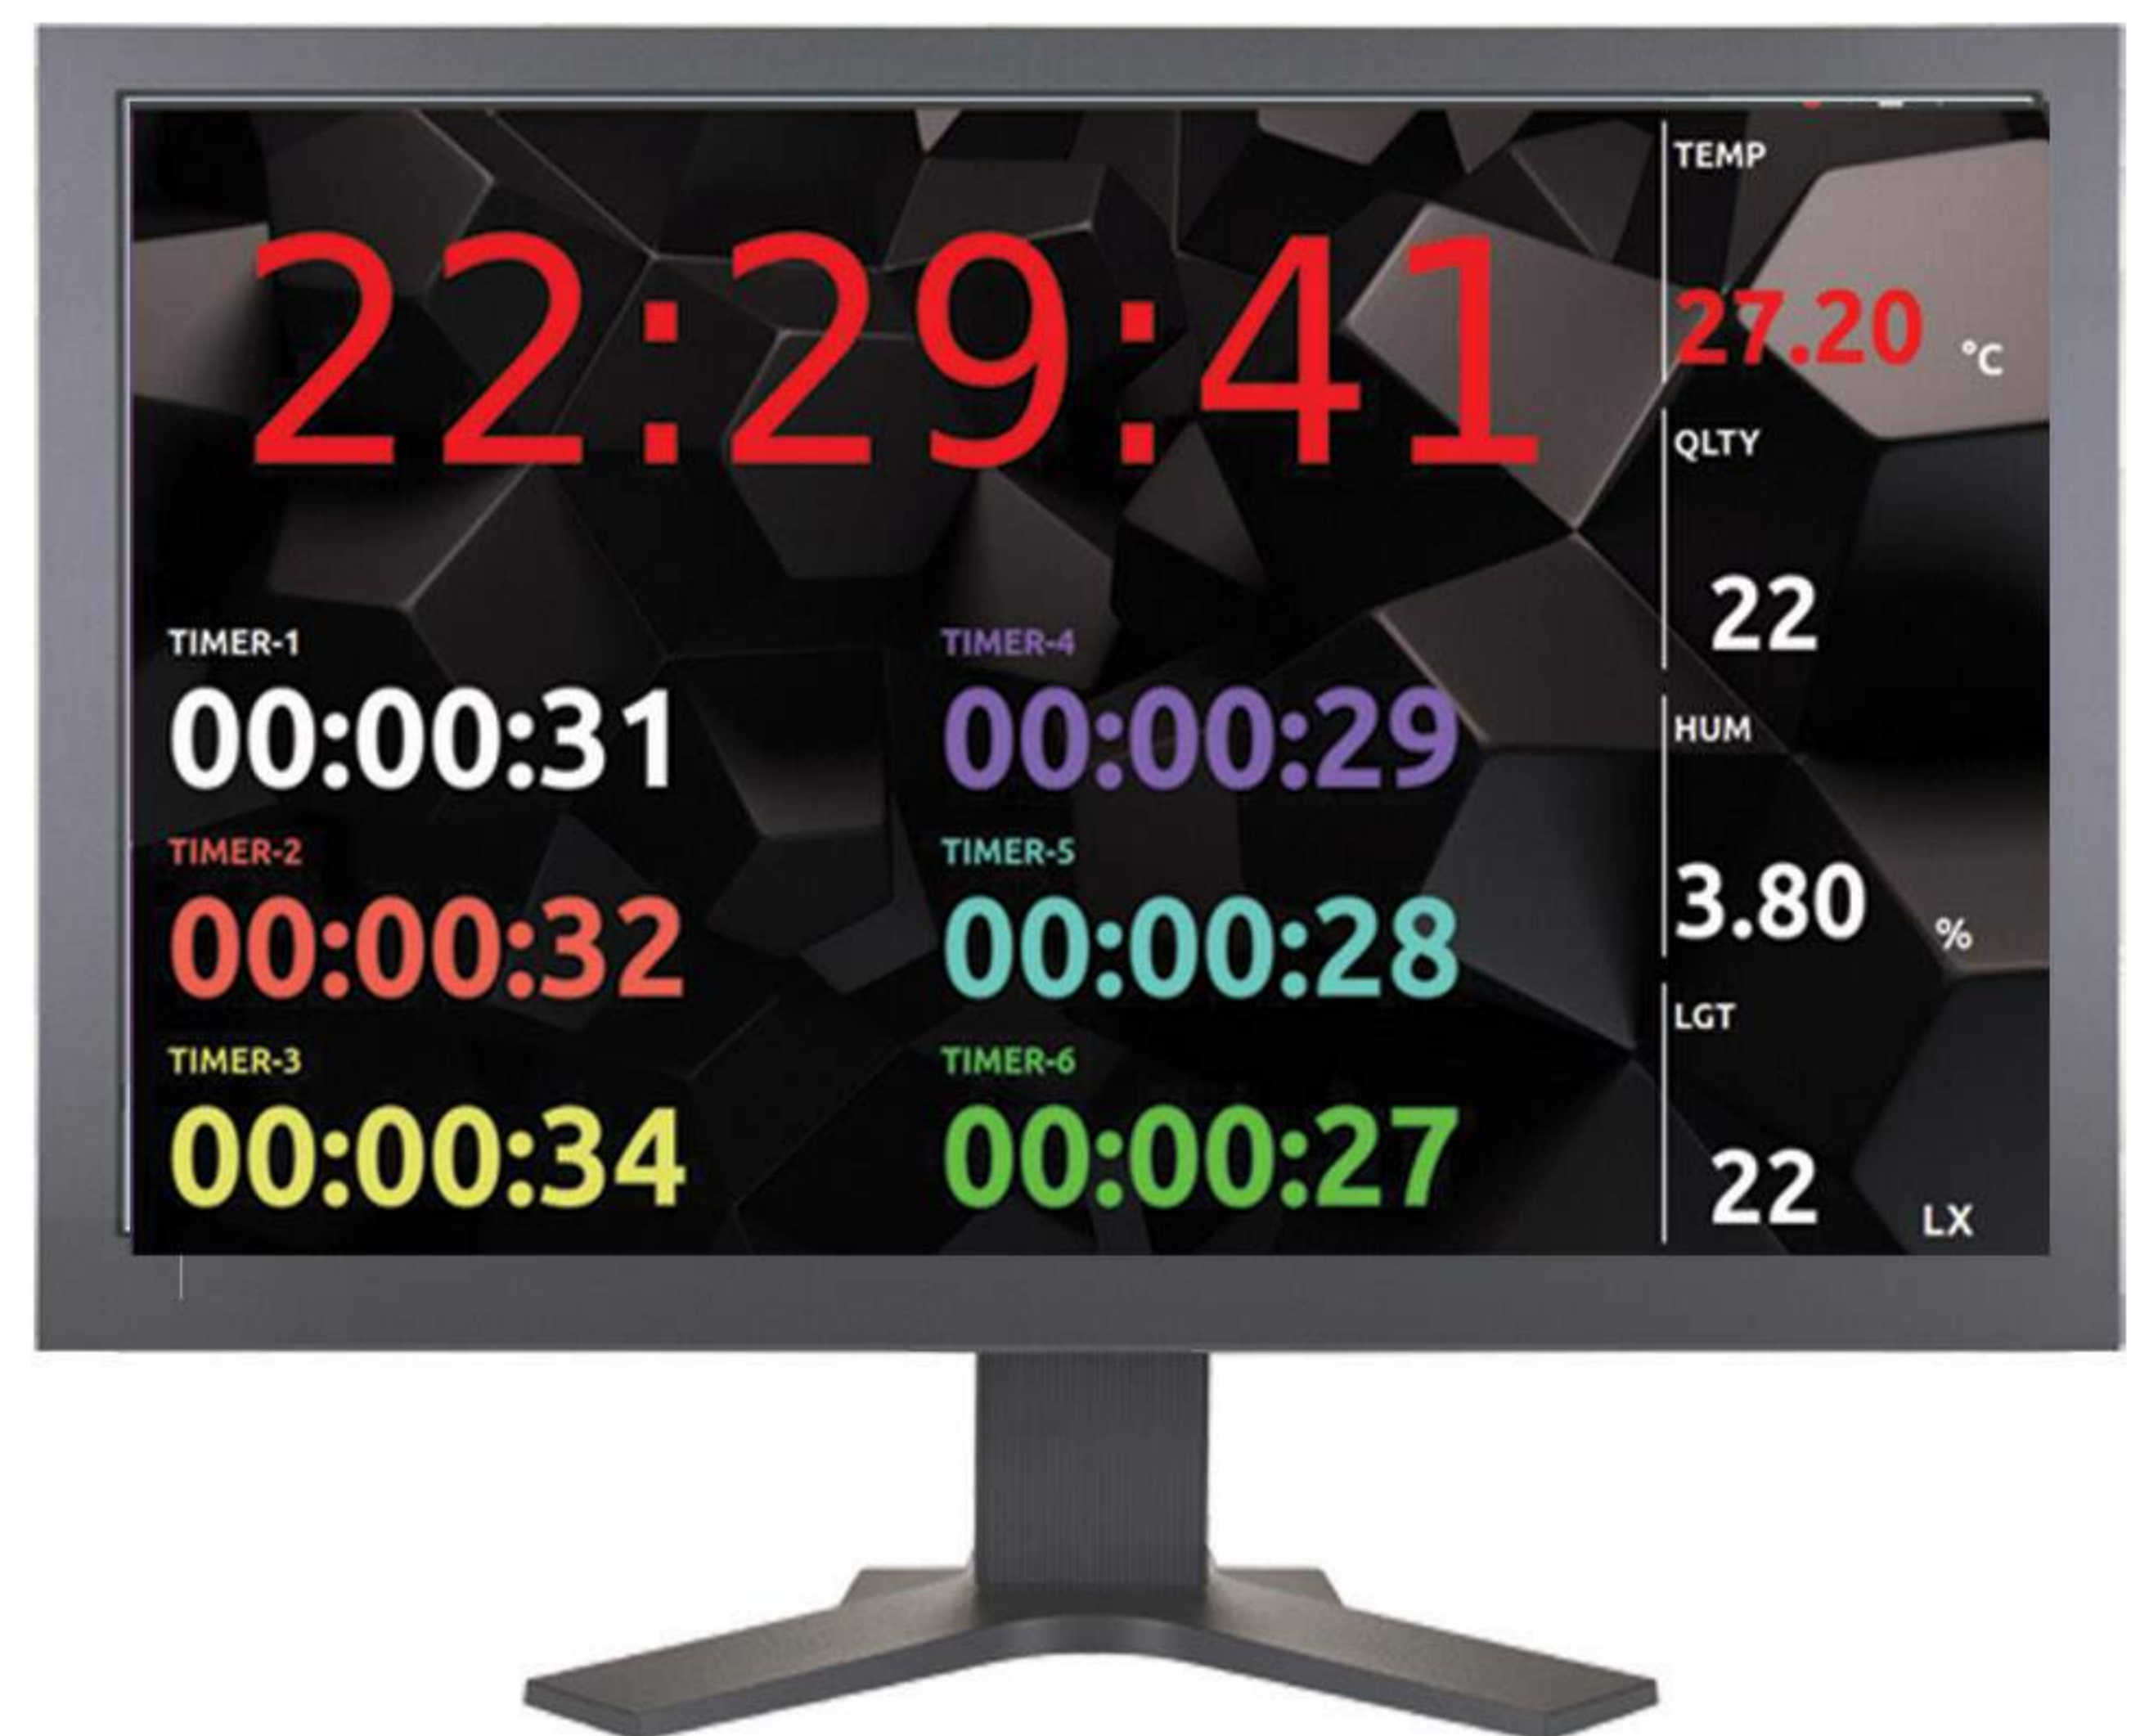 22:29:41
TIMER-1
00:00:31
TIMER-2
00:00:32
TIMER-3
00:00:34
TIMER-4
00:00:29
TIMER-5
00:00:28
TIMER-6
00:00:27
TEMP
27.20 °C
QLTY
22
HUM
3.80 %
LGT
22 LX